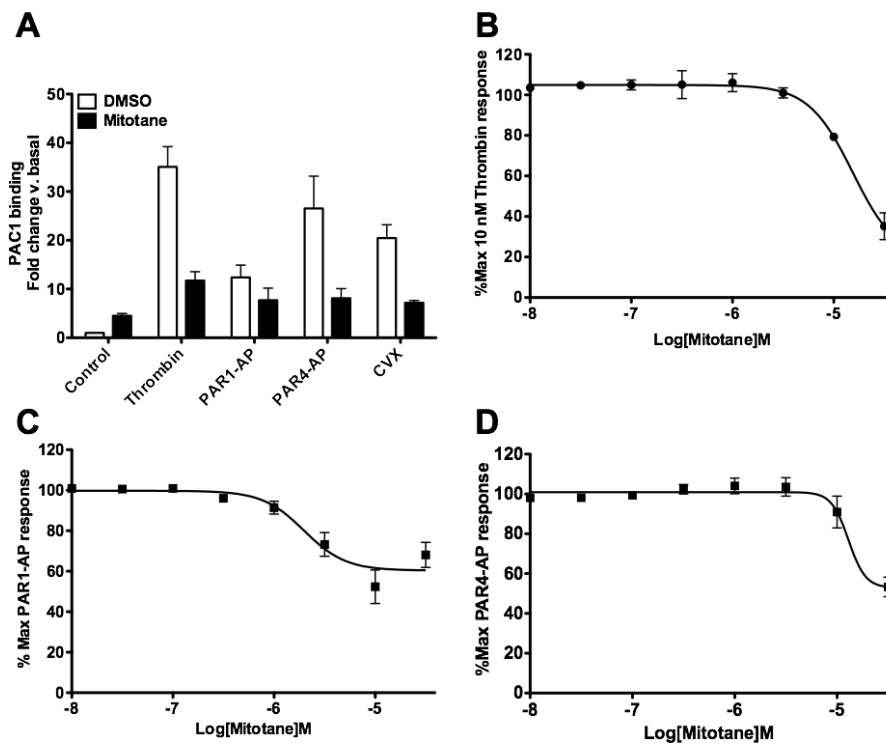 A
PAC1 binding
Fold change v. basal
50
40
30
20
10
0
DMSO
Mitotane
Control
Thrombin
PAR1-AP
PAR4-AP
CVX
B
%Max 10 nM Thrombin response
120
100
80
60
40
20
0
-8
-7
-6
-5
Log[Mitotane]M
C
% Max PAR1-AP response
120
100
80
60
40
20
0
-8
-7
-6
-5
Log[Mitotane]M
D
%Max PAR4-AP response
120
100
80
60
40
20
0
-8
-7
-6
-5
Log[Mitotane]M